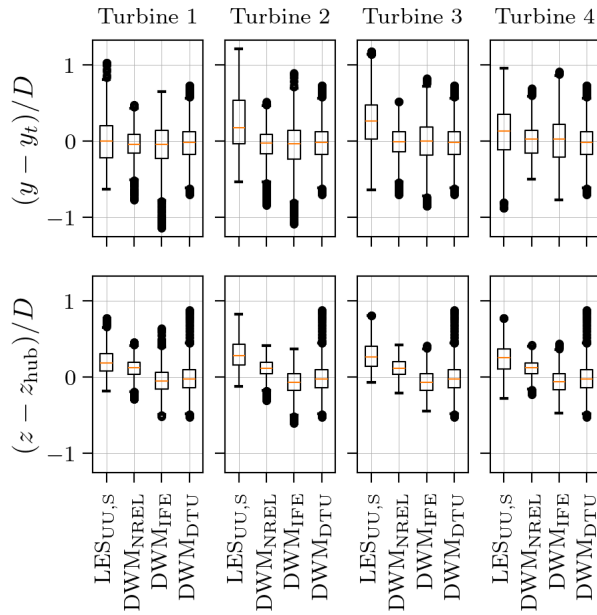 Turbine 1 Turbine 2 Turbine 3 Turbine 4
(y − y_t)/D
1
0
−1
(z − z_hub)/D
1
0
−1
LES_UU,S DWM_NREL DWM_IFE DWM_DTU LES_UU,S DWM_NREL DWM_IFE DWM_DTU LES_UU,S DWM_NREL DWM_IFE DWM_DTU LES_UU,S DWM_NREL DWM_IFE DWM_DTU